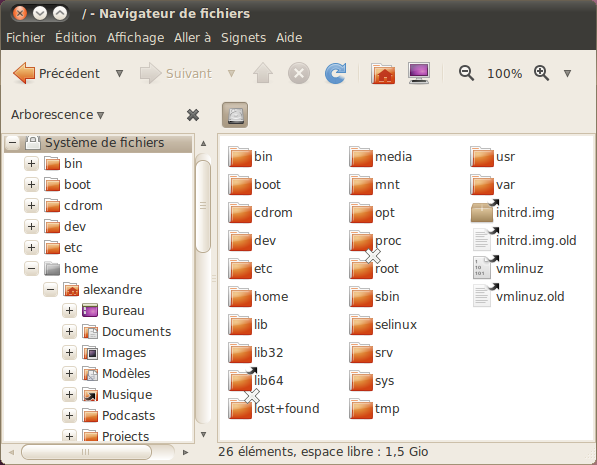 / - Navigateur de fichiers
Fichier Édition Affichage Aller à Signets Aide
Précédent Suivant 100%
Arborescence
Système de fichiers
bin
boot
cdrom
dev
etc
home
alexandre
Bureau
Documents
Images
Modèles
Musique
Podcasts
Projects
bin
boot
cdrom
dev
etc
home
lib
lib32
lib64
lost+found
media
mnt
opt
proc
root
sbin
selinux
srv
sys
tmp
usr
var
initrd.img
initrd.img.old
vmlinuz
vmlinuz.old
26 éléments, espace libre : 1,5 Gio